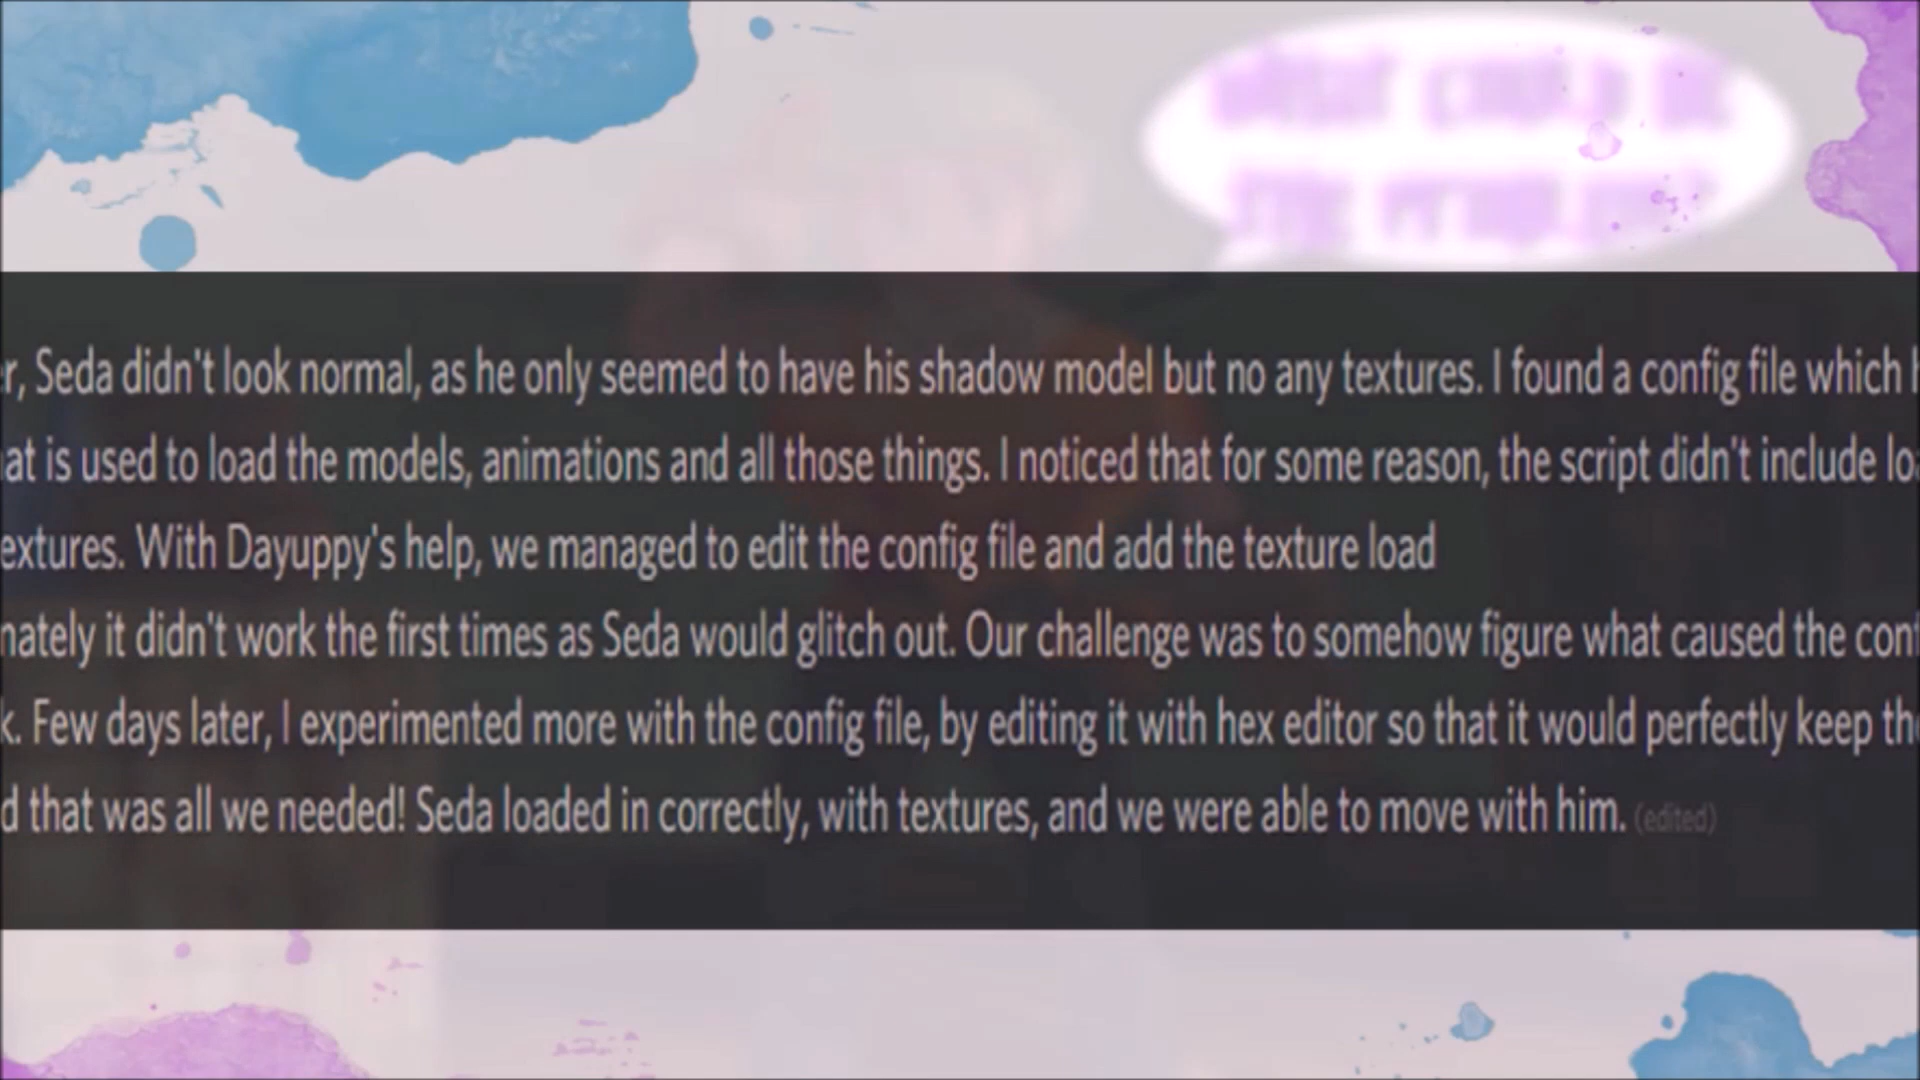 r, Seda didn't look normal, as he only seemed to have his shadow model but no any textures. I found a config file which h
at is used to load the models, animations and all those things. I noticed that for some reason, the script didn't include loa
extures. With Dayuppy's help, we managed to edit the config file and add the texture load
nately it didn't work the first times as Seda would glitch out. Our challenge was to somehow figure what caused the conf
k. Few days later, I experimented more with the config file, by editing it with hex editor so that it would perfectly keep the
d that was all we needed! Seda loaded in correctly, with textures, and we were able to move with him. (edited)